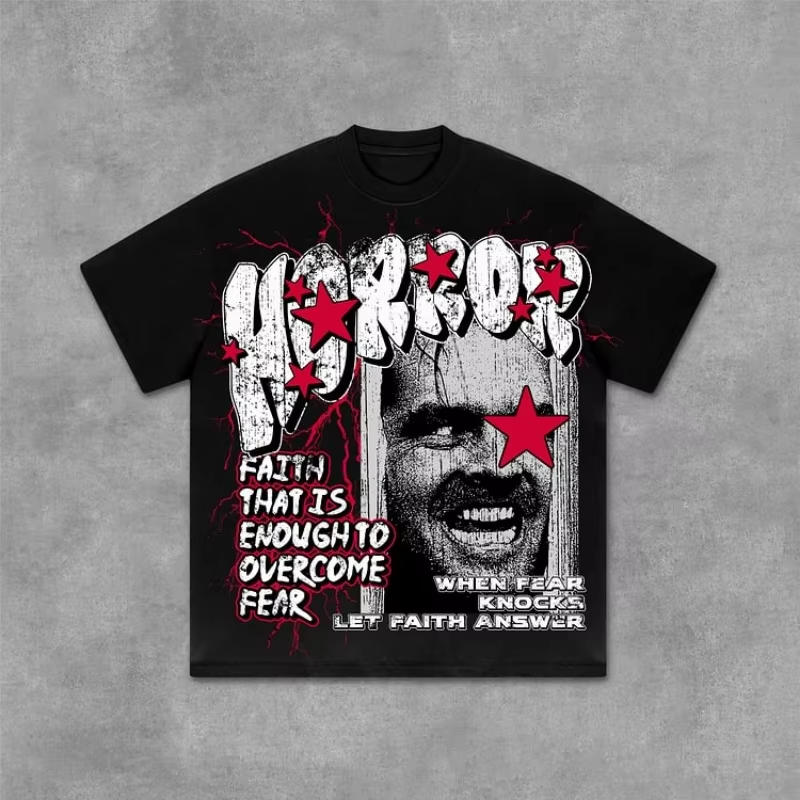 HORROR
FAITH
THAT IS
ENOUGH TO
OVERCOME
FEAR
WHEN FEAR
KNOCKS
LET FAITH ANSWER